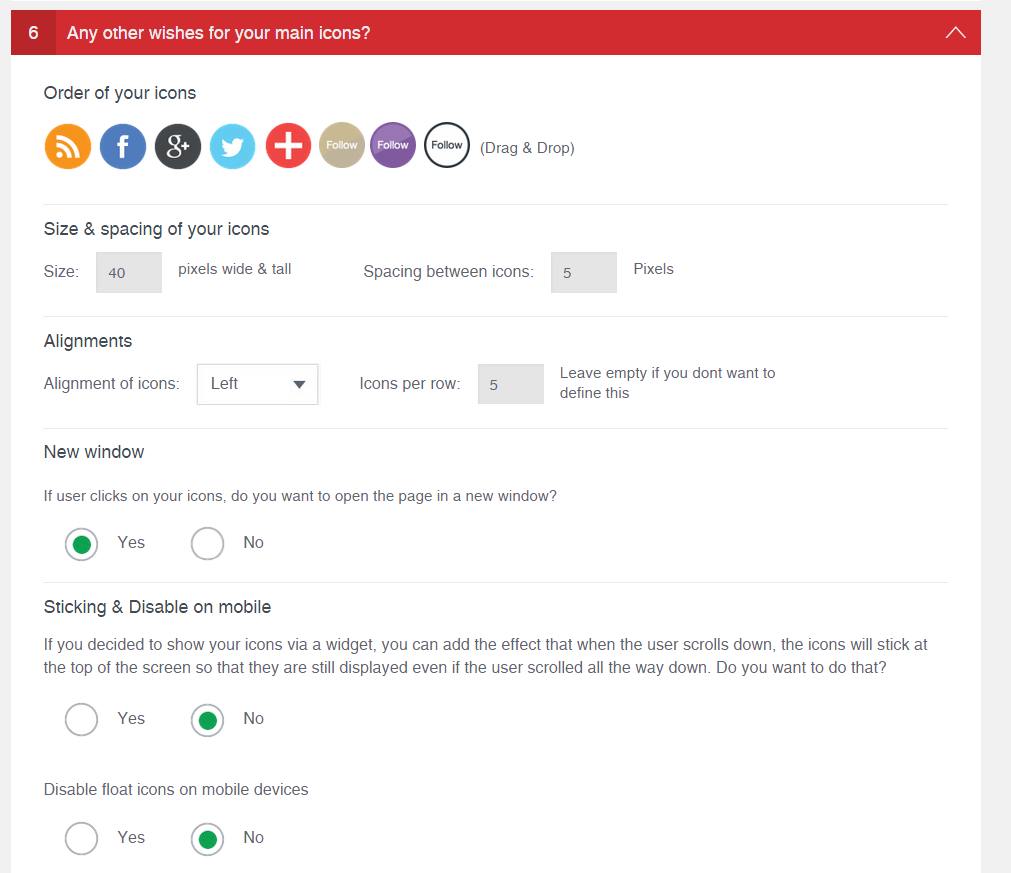 6 Any other wishes for your main icons?
Order of your icons
f g+ Follow Follow Follow (Drag & Drop)
Size & spacing of your icons
Size: 40 pixels wide & tall Spacing between icons: 5 Pixels
Alignments
Alignment of icons: Left Icons per row: 5 Leave empty if you dont want to
define this
New window
If user clicks on your icons, do you want to open the page in a new window?
Yes No
Sticking & Disable on mobile
If you decided to show your icons via a widget, you can add the effect that when the user scrolls down, the icons will stick at
the top of the screen so that they are still displayed even if the user scrolled all the way down. Do you want to do that?
Yes No
Disable float icons on mobile devices
Yes No